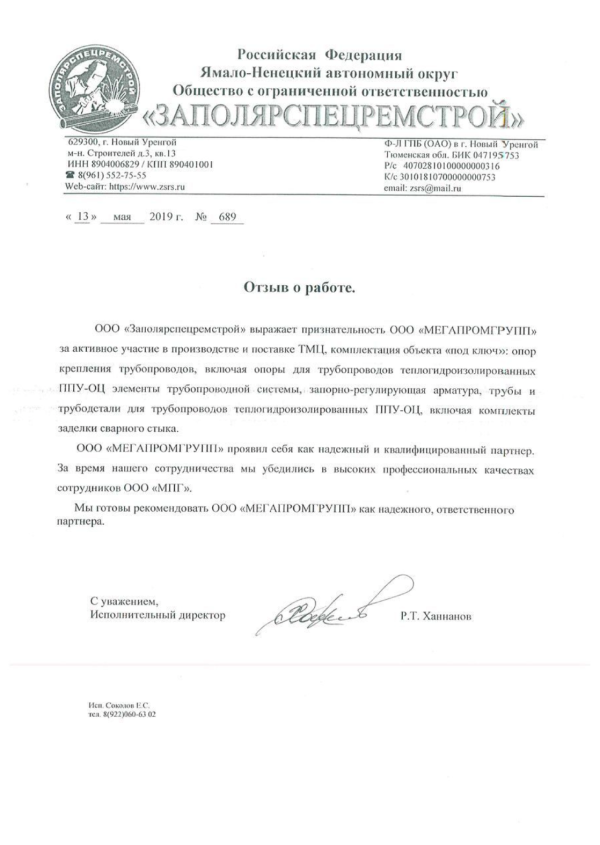 ЗАПОЛЯРСПЕЦРЕМСТРОЙ
Российская Федерация
Ямало-Ненецкий автономный округ
Общество с ограниченной ответственностью
«ЗАПОЛЯРСПЕЦРЕМСТРОЙ»
629300, г. Новый Уренгой
м-н. Строителей д.3, кв.13
ИНН 8904006829 / КПП 890401001
☎ 8(961) 552-75-55
Web-сайт: https://www.zsrs.ru
Ф-Л ГПБ (ОАО) в г. Новый Уренгой
Тюменская обл. БИК 047195753
Р/с 40702810100000000316
К/с 30101810700000000753
email: zsrs@mail.ru
« 13 » мая 2019 г. № 689
Отзыв о работе.
ООО «Заполярспецремстрой» выражает признательность ООО «МЕГАПРОМГРУПП»
за активное участие в производстве и поставке ТМЦ, комплектация объекта «под ключ»: опор
крепления трубопроводов, включая опоры для трубопроводов теплогидроизолированных
ППУ-ОЦ элементы трубопроводной системы, запорно-регулирующая арматура, трубы и
трубодетали для трубопроводов теплогидроизолированных ППУ-ОЦ, включая комплекты
заделки сварного стыка.
ООО «МЕГАПРОМГРУПП» проявил себя как надежный и квалифицированный партнер.
За время нашего сотрудничества мы убедились в высоких профессиональных качествах
сотрудников ООО «МПГ».
Мы готовы рекомендовать ООО «МЕГАПРОМГРУПП» как надежного, ответственного
партнера.
С уважением,
Исполнительный директор
Р.Т. Ханнанов
Исп. Соколов Е.С.
тел. 8(922)060-63 02